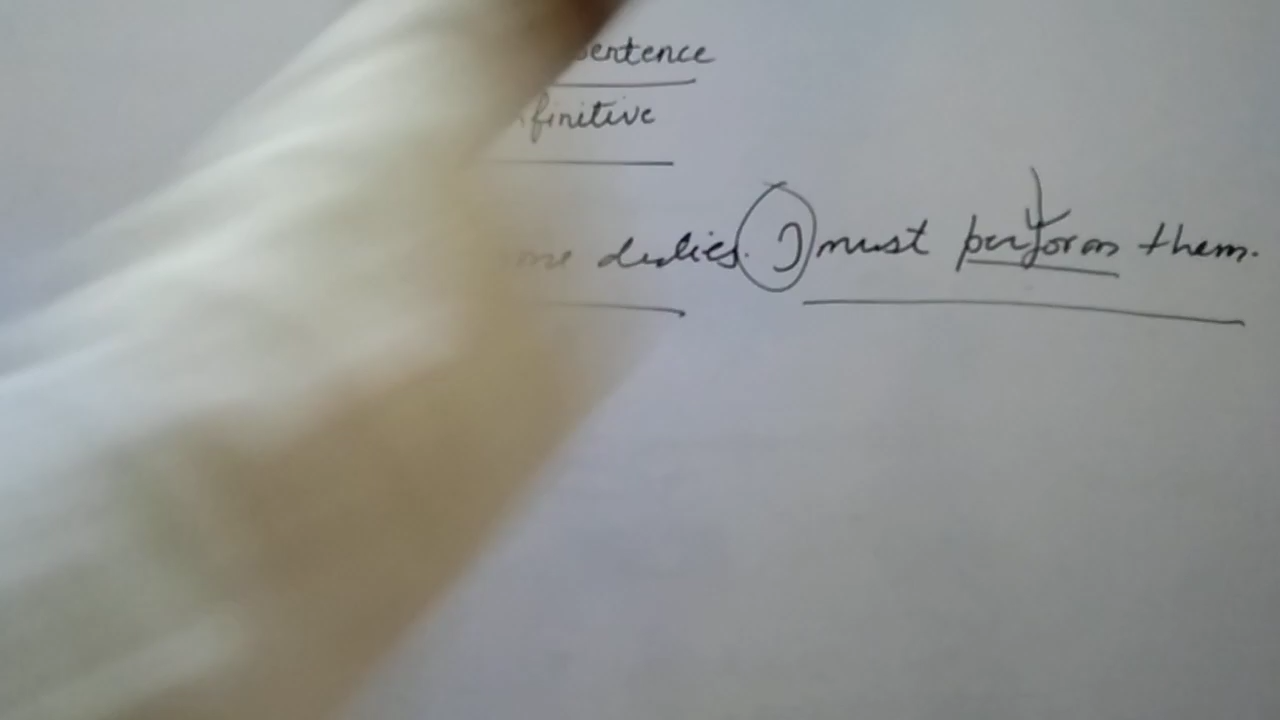 sentence
finitive
duties. I must perform them.